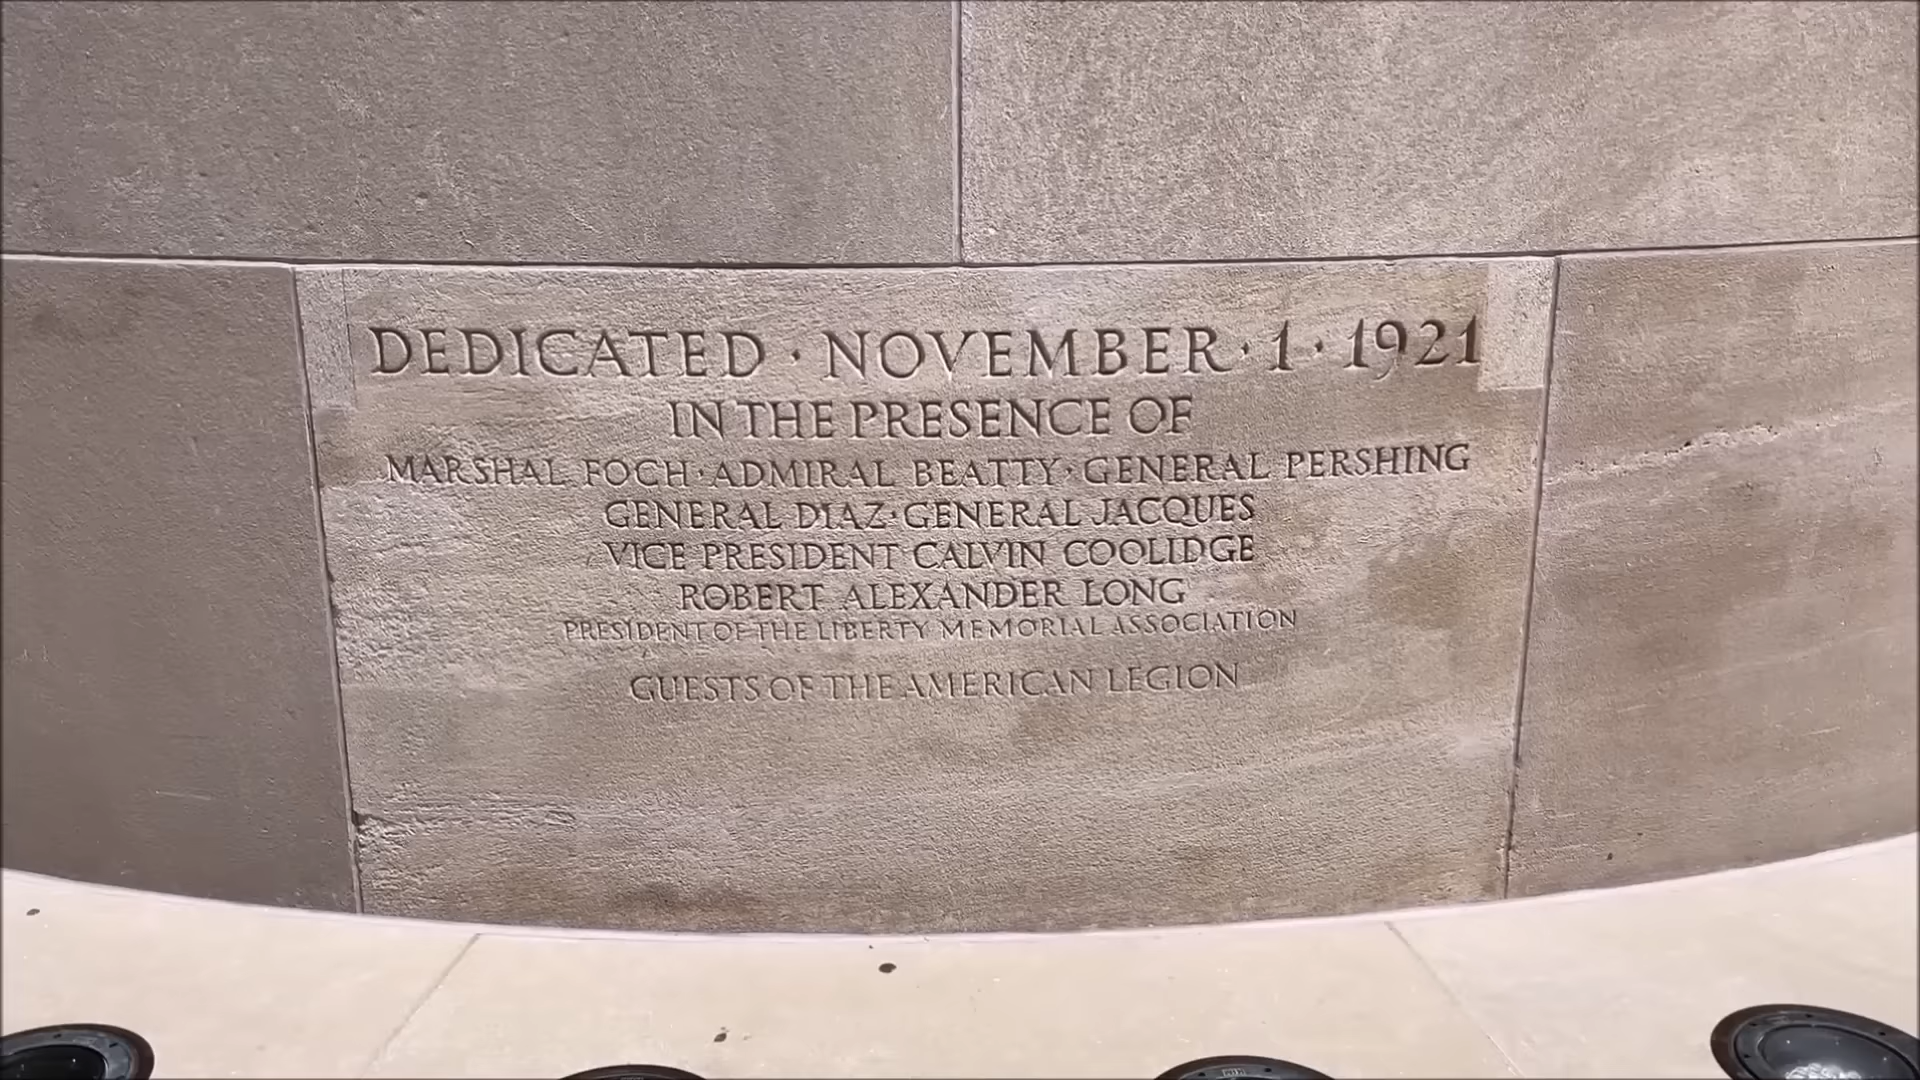 DEDICATED · NOVEMBER · 1 · 1921
IN THE PRESENCE OF
MARSHAL FOCH · ADMIRAL BEATTY · GENERAL PERSHING
GENERAL DIAZ · GENERAL JACQUES
VICE PRESIDENT CALVIN COOLIDGE
ROBERT ALEXANDER LONG
PRESIDENT OF THE LIBERTY MEMORIAL ASSOCIATION
GUESTS OF THE AMERICAN LEGION